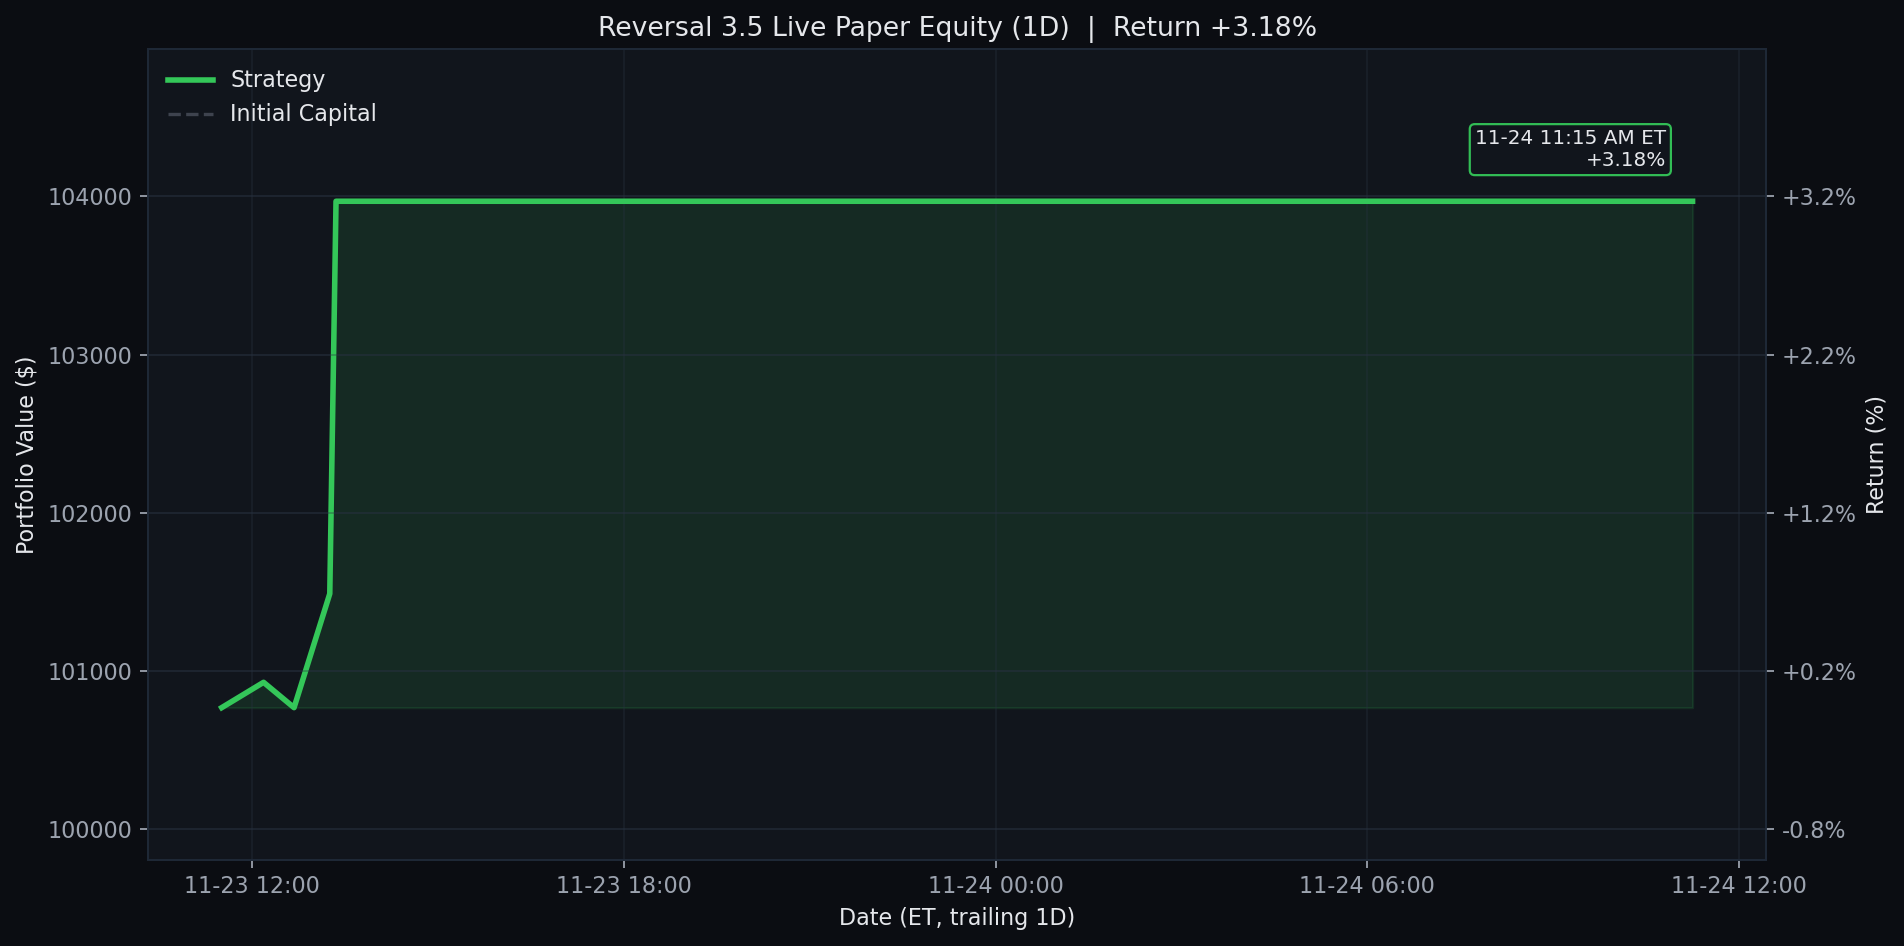 Reversal 3.5 Live Paper Equity (1D)  |  Return +3.18%
Strategy
Initial Capital
11-24 11:15 AM ET
+3.18%
104000
103000
102000
101000
100000
Portfolio Value ($)
+3.2%
+2.2%
+1.2%
+0.2%
-0.8%
Return (%)
11-23 12:00
11-23 18:00
11-24 00:00
11-24 06:00
11-24 12:00
Date (ET, trailing 1D)